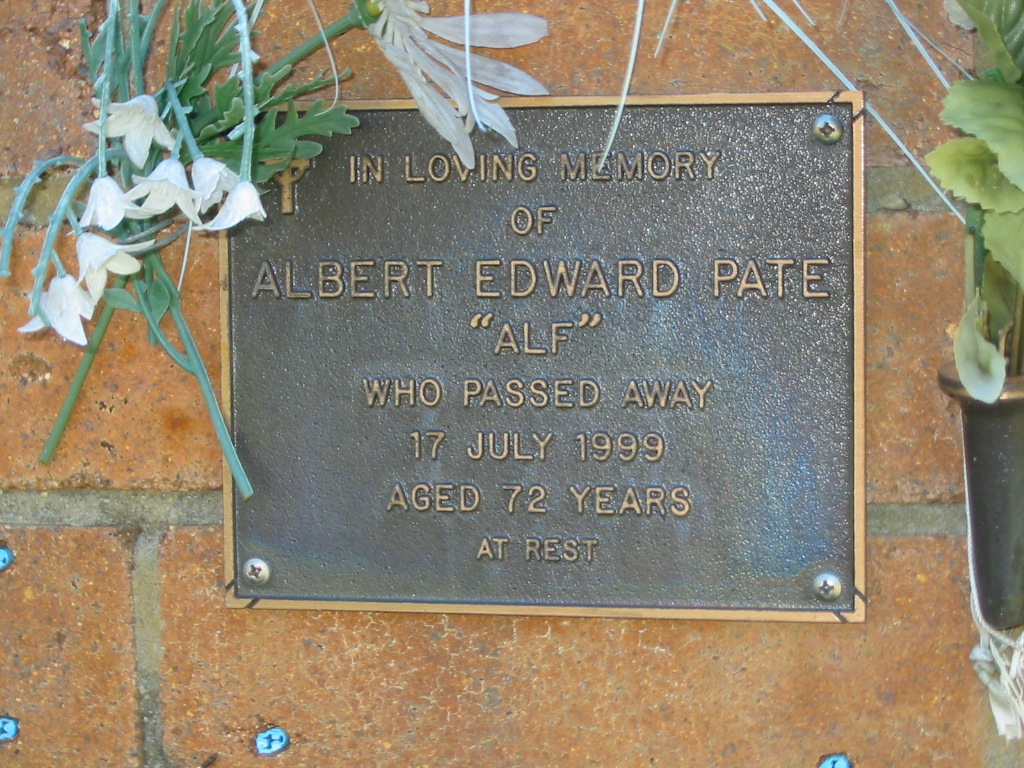 IN LOVING MEMORY
OF
ALBERT EDWARD PATE
"ALF"
WHO PASSED AWAY
17 JULY 1999
AGED 72 YEARS
AT REST